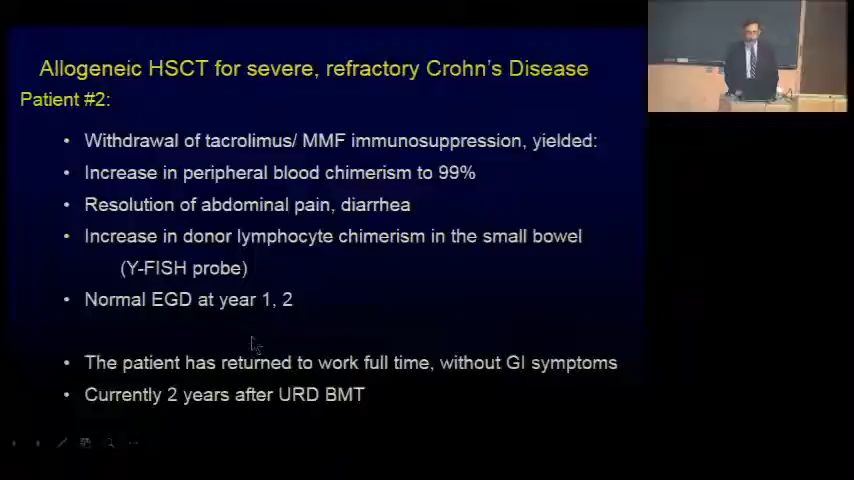 Allogeneic HSCT for severe, refractory Crohn's Disease
Patient #2:
• Withdrawal of tacrolimus/ MMF immunosuppression, yielded:
• Increase in peripheral blood chimerism to 99%
• Resolution of abdominal pain, diarrhea
• Increase in donor lymphocyte chimerism in the small bowel
(Y-FISH probe)
• Normal EGD at year 1, 2
• The patient has returned to work full time, without GI symptoms
• Currently 2 years after URD BMT